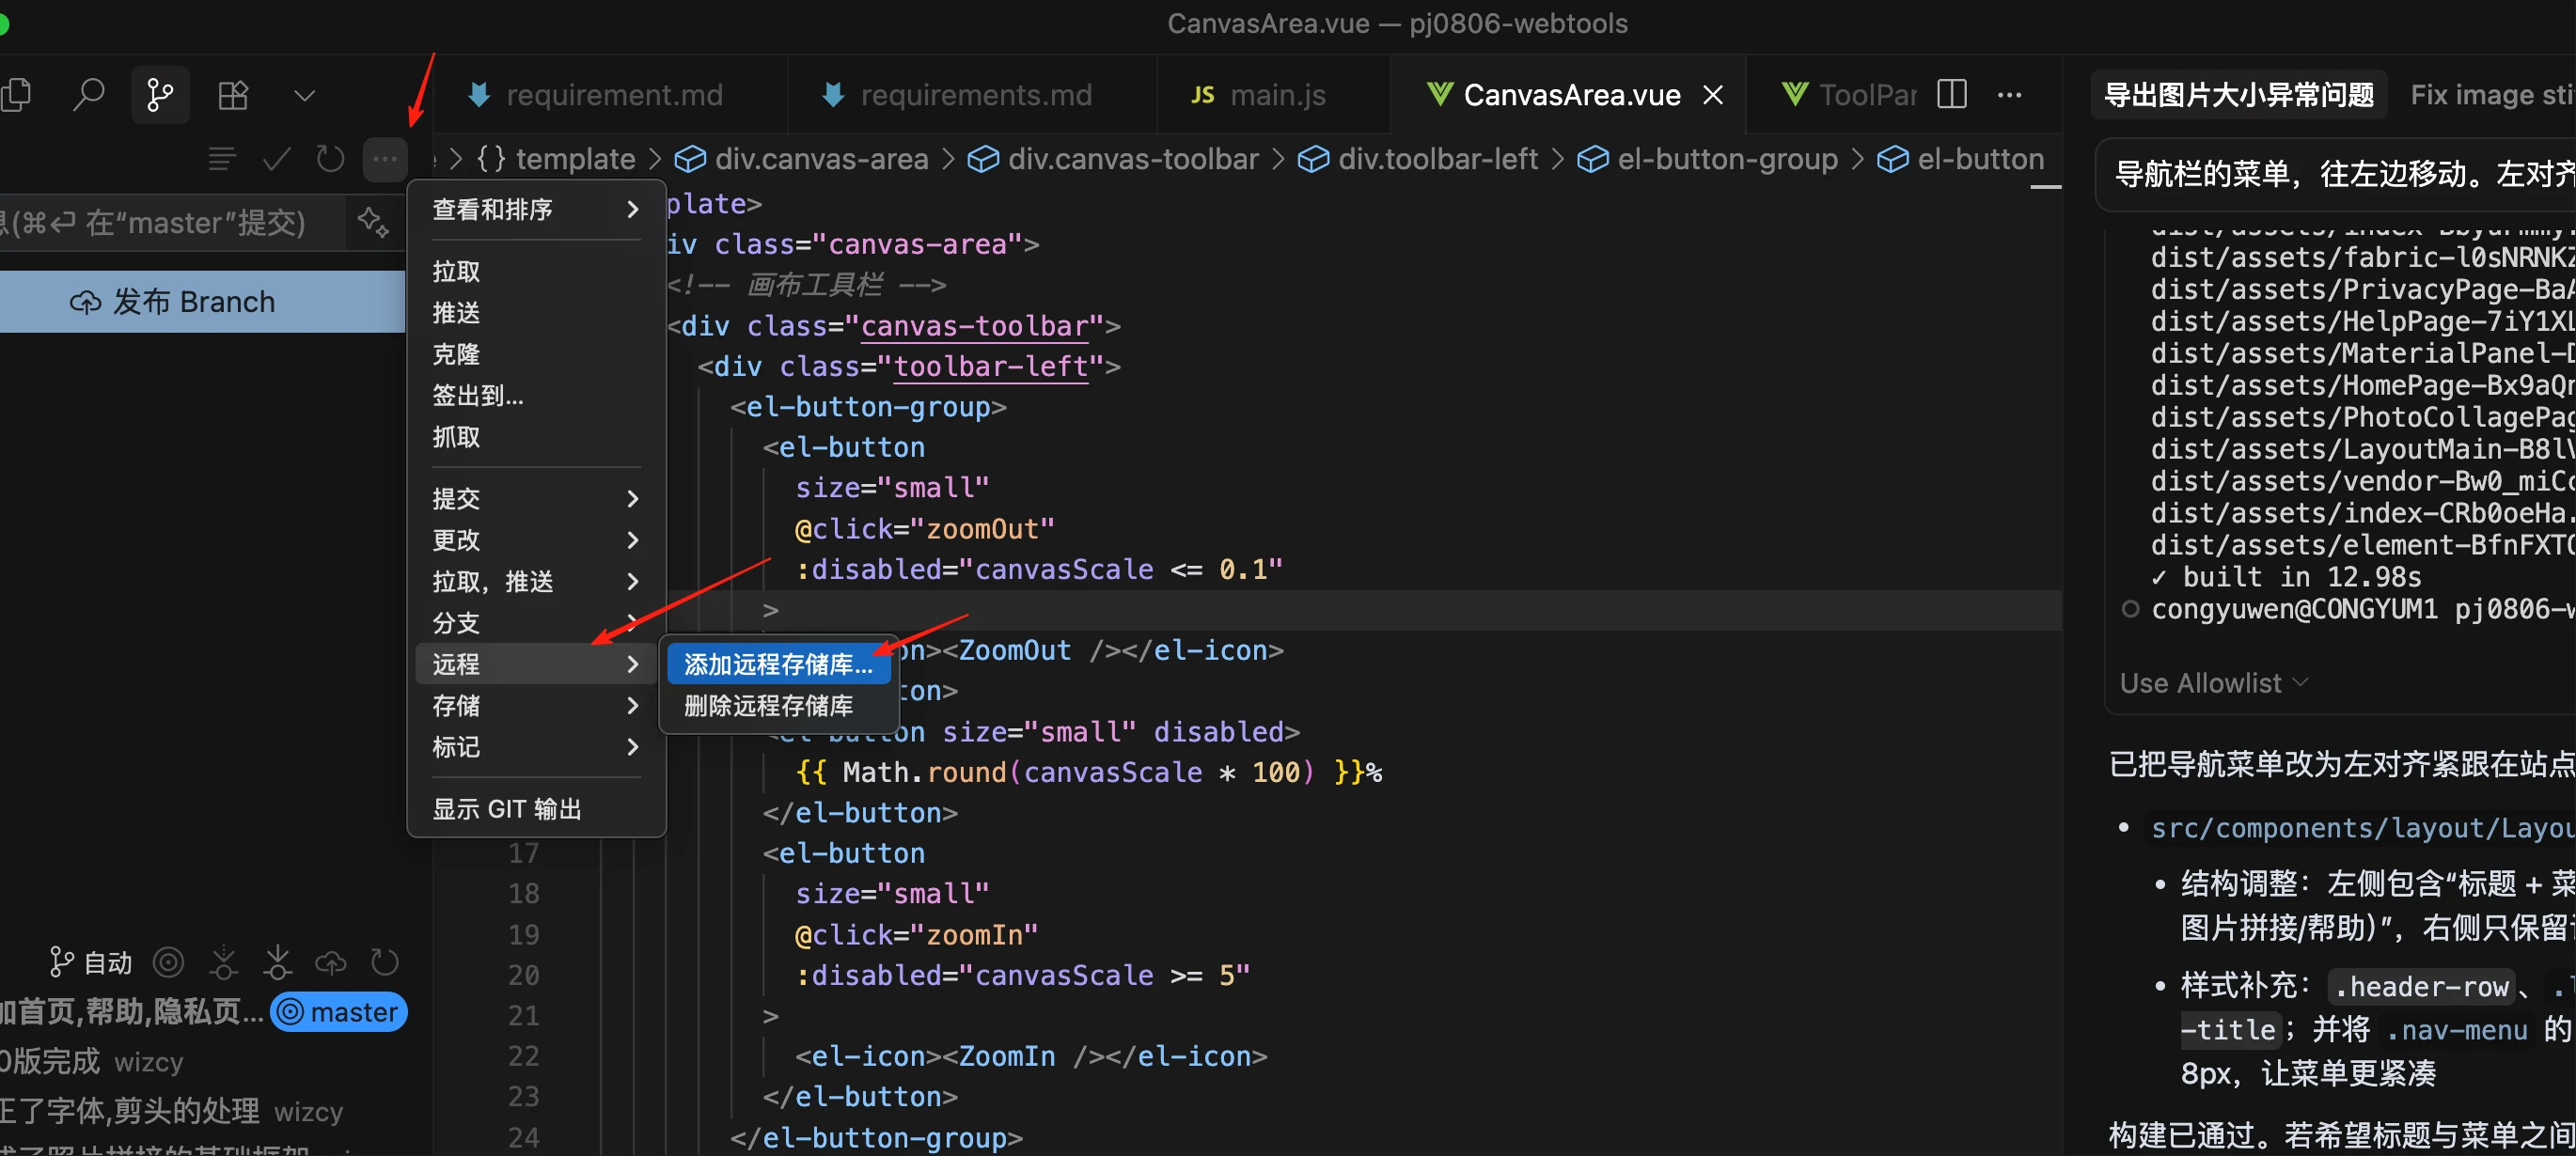 CanvasArea.vue — pj0806-webtools
requirement.md
requirements.md
JS main.js
CanvasArea.vue
ToolPar
导出图片大小异常问题
Fix image sti
{} template > div.canvas-area > div.canvas-toolbar > div.toolbar-left > el-button-group > el-button
(⌘⏎ 在“master”提交)
发布 Branch
查看和排序
拉取
推送
克隆
签出到...
抓取
提交
更改
拉取，推送
分支
远程
存储
标记
显示 GIT 输出
添加远程存储库...
删除远程存储库
plate>
iv class="canvas-area">
<!-- 画布工具栏 -->
<div class="canvas-toolbar">
<div class="toolbar-left">
<el-button-group>
<el-button
size="small"
@click="zoomOut"
:disabled="canvasScale <= 0.1"
>
on><ZoomOut /></el-icon>
ton>
<el-button size="small" disabled>
{{ Math.round(canvasScale * 100) }}%
</el-button>
17 <el-button
18 size="small"
19 @click="zoomIn"
20 :disabled="canvasScale >= 5"
21 >
22 <el-icon><ZoomIn /></el-icon>
23 </el-button>
24 </el-button-group>
自动
加首页,帮助,隐私页... master
0版完成 wizcy
正了字体,剪头的处理 wizcy
导航栏的菜单，往左边移动。左对齐
dist/assets/fabric-l0sNRNKZ
dist/assets/PrivacyPage-BaA
dist/assets/HelpPage-7iY1XL
dist/assets/MaterialPanel-D
dist/assets/HomePage-Bx9aQr
dist/assets/PhotoCollagePag
dist/assets/LayoutMain-B8lV
dist/assets/vendor-Bw0_miCc
dist/assets/index-CRb0oeHa.
dist/assets/element-BfnFXTO
✓ built in 12.98s
congyuwen@CONGYUM1 pj0806-w
Use Allowlist
已把导航菜单改为左对齐紧跟在站点
• src/components/layout/Layou
• 结构调整：左侧包含“标题 + 菜
图片拼接/帮助)”，右侧只保留
• 样式补充：.header-row、.
-title；并将 .nav-menu 的
8px，让菜单更紧凑
构建已通过。若希望标题与菜单之间